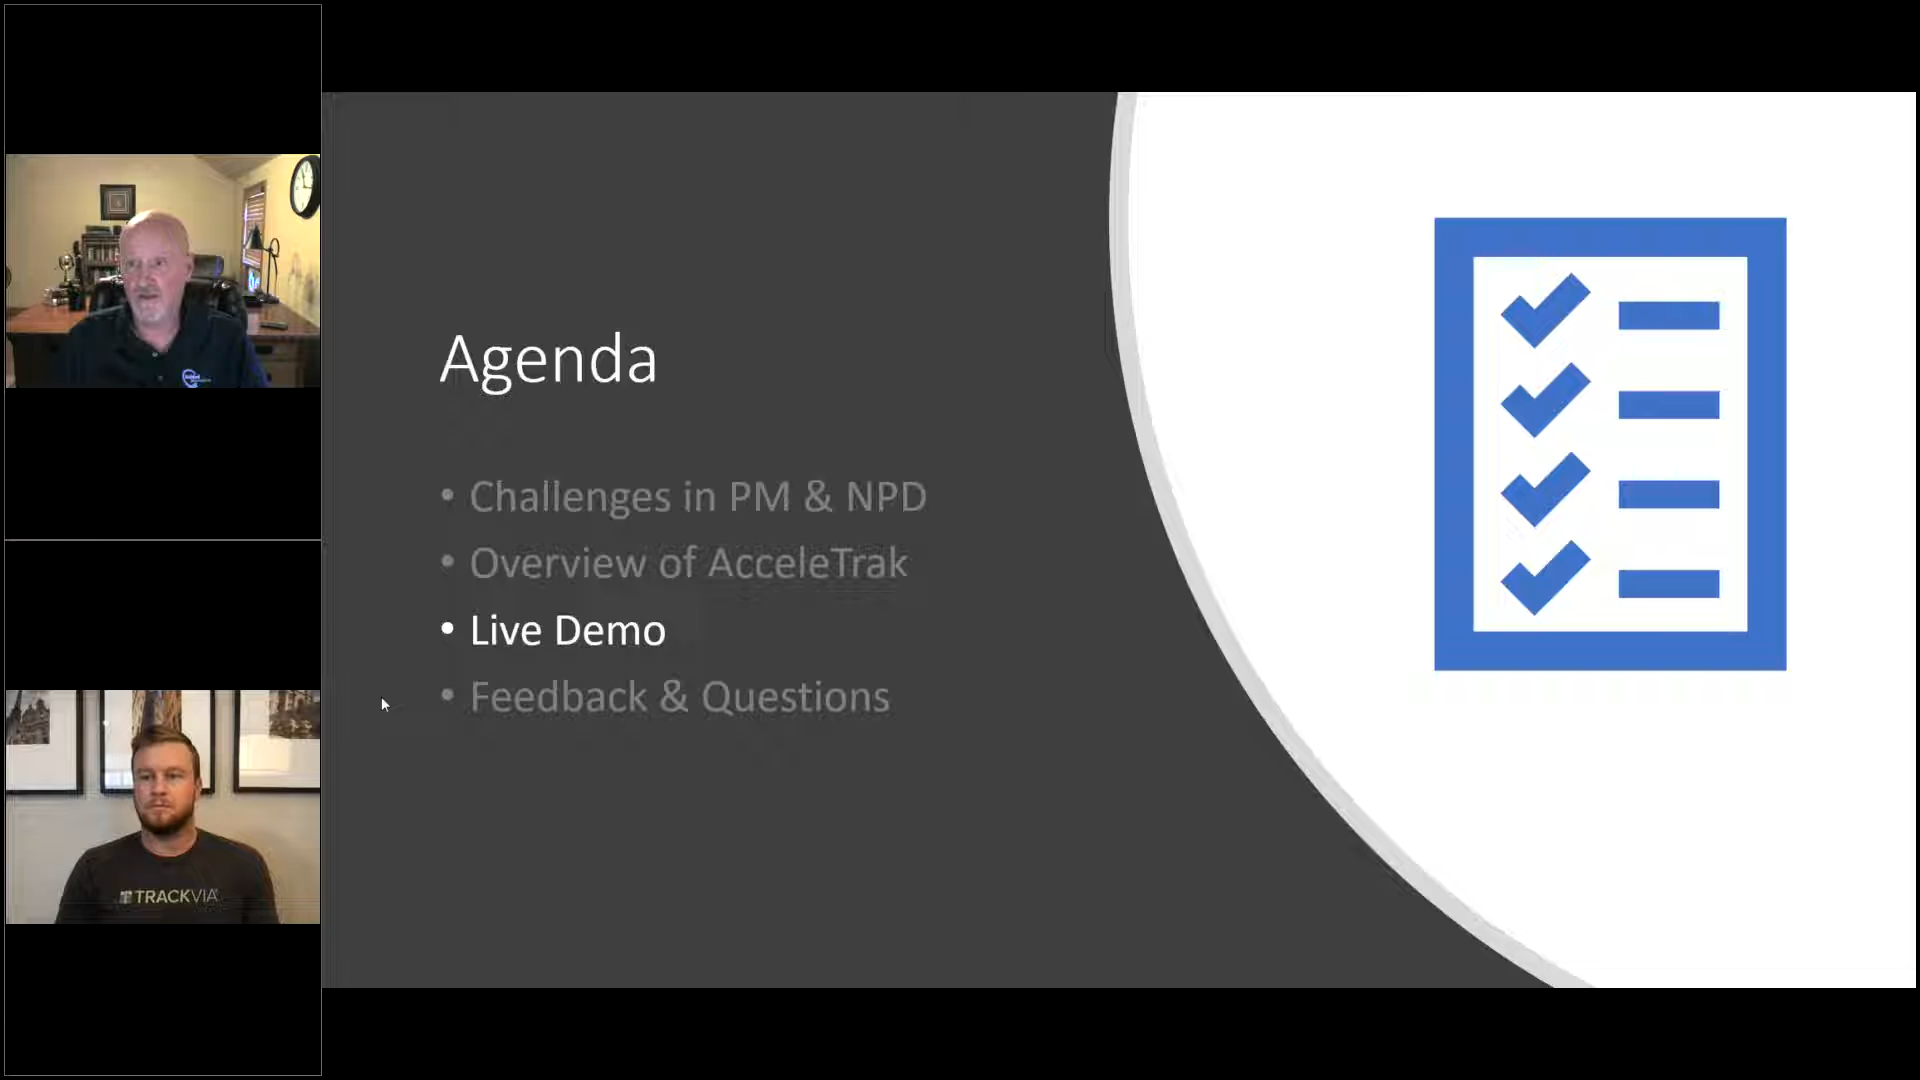 Agenda
• Challenges in PM & NPD
• Overview of AcceleTrak
• Live Demo
• Feedback & Questions
TRACKVIA